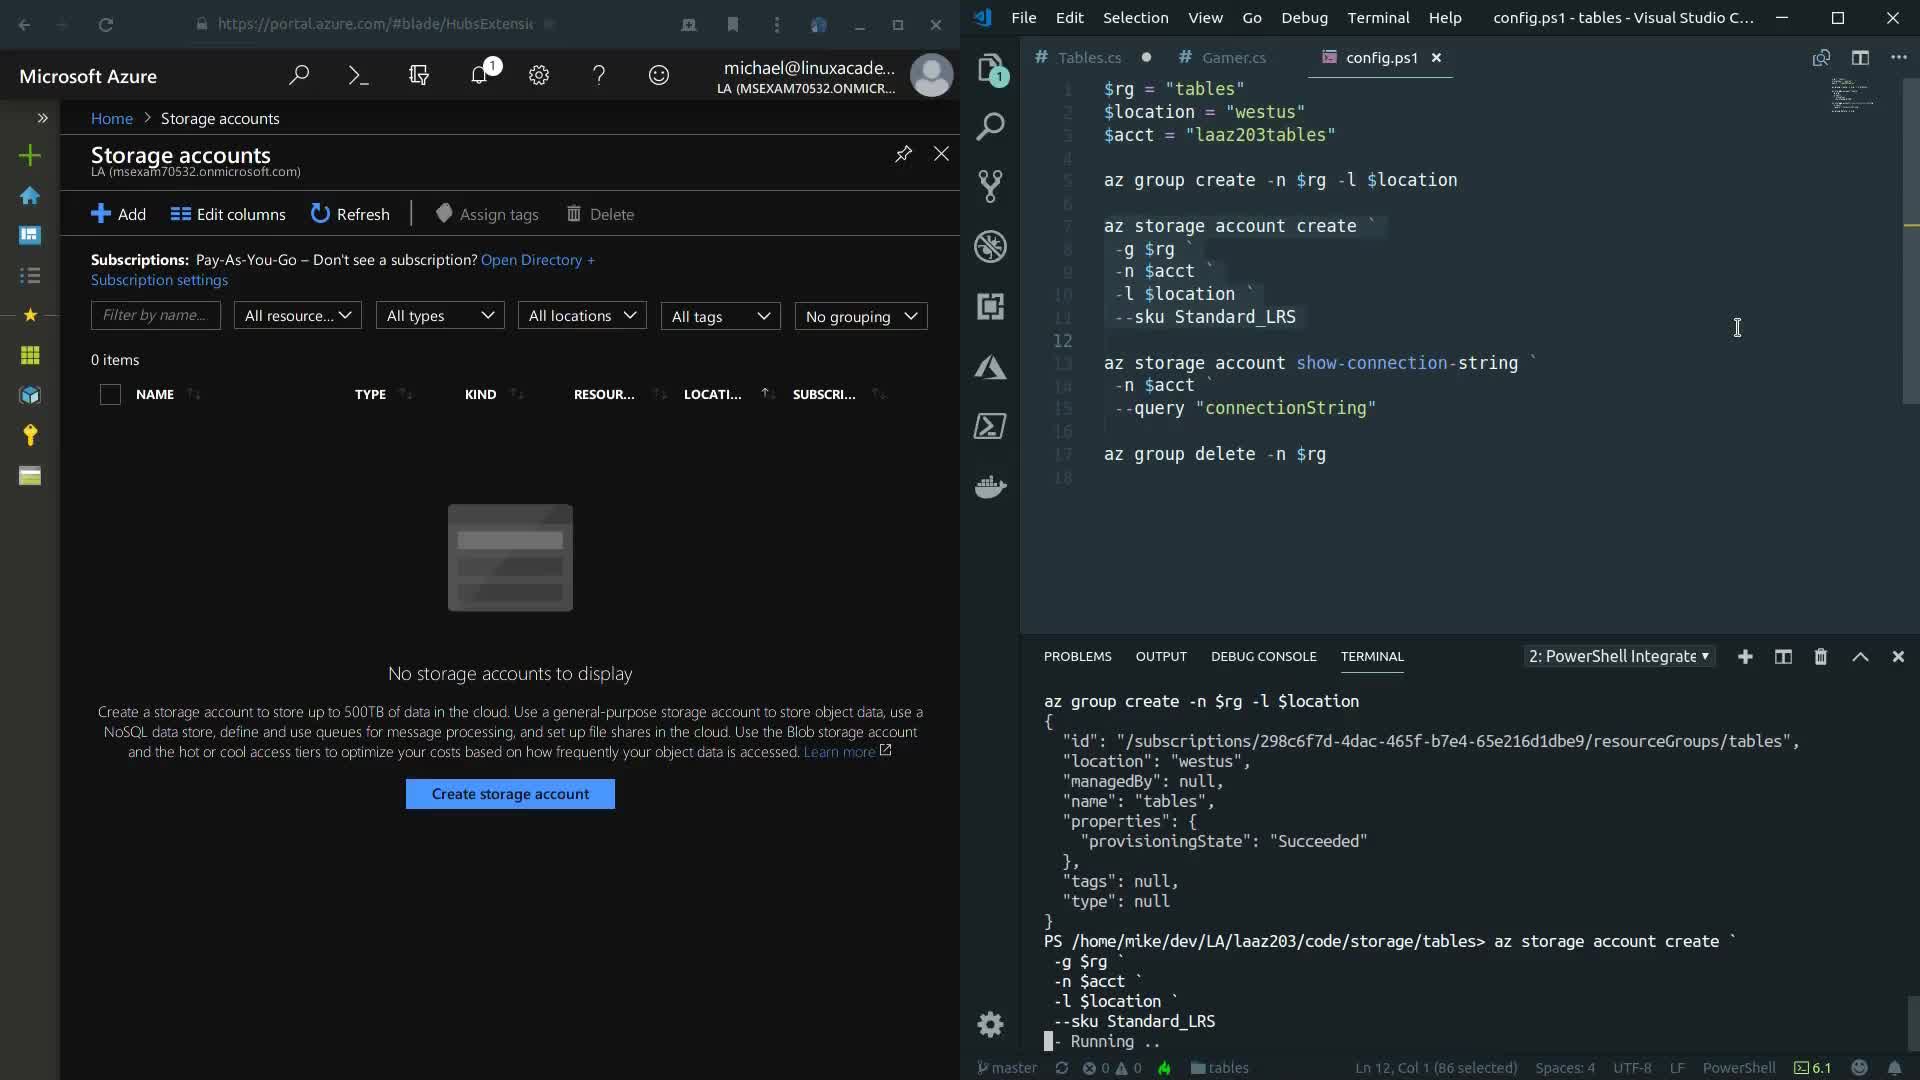 https://portal.azure.com/#blade/HubsExtensic
Microsoft Azure
1
michael@linuxacade...
LA (MSEXAM70532.ONMICR...
Home > Storage accounts
Storage accounts
LA (msexam70532.onmicrosoft.com)
Add
Edit columns
Refresh
Assign tags
Delete
Subscriptions: Pay-As-You-Go – Don't see a subscription? Open Directory +
Subscription settings
Filter by name...
All resource...
All types
All locations
All tags
No grouping
0 items
NAME
TYPE
KIND
RESOUR...
LOCATI...
SUBSCRI...
No storage accounts to display
Create a storage account to store up to 500TB of data in the cloud. Use a general-purpose storage account to store object data, use a
NoSQL data store, define and use queues for message processing, and set up file shares in the cloud. Use the Blob storage account
and the hot or cool access tiers to optimize your costs based on how frequently your object data is accessed. Learn more
Create storage account
File Edit Selection View Go Debug Terminal Help
config.ps1 - tables - Visual Studio C...
1
# Tables.cs
# Gamer.cs
config.ps1
1 $rg = "tables"
2 $location = "westus"
3 $acct = "laaz203tables"
4
5 az group create -n $rg -l $location
6
7 az storage account create `
8 -g $rg `
9 -n $acct `
10 -l $location `
11 --sku Standard_LRS
12
13 az storage account show-connection-string `
14 -n $acct `
15 --query "connectionString"
16
17 az group delete -n $rg
18
PROBLEMS OUTPUT DEBUG CONSOLE TERMINAL
2: PowerShell Integrate
az group create -n $rg -l $location
{
"id": "/subscriptions/298c6f7d-4dac-465f-b7e4-65e216d1dbe9/resourceGroups/tables",
"location": "westus",
"managedBy": null,
"name": "tables",
"properties": {
"provisioningState": "Succeeded"
},
"tags": null,
"type": null
}
PS /home/mike/dev/LA/laaz203/code/storage/tables> az storage account create `
-g $rg `
-n $acct `
-l $location `
--sku Standard_LRS
- Running ..
master
0
0
tables
Ln 12, Col 1 (86 selected)
Spaces: 4
UTF-8
LF
PowerShell
6.1